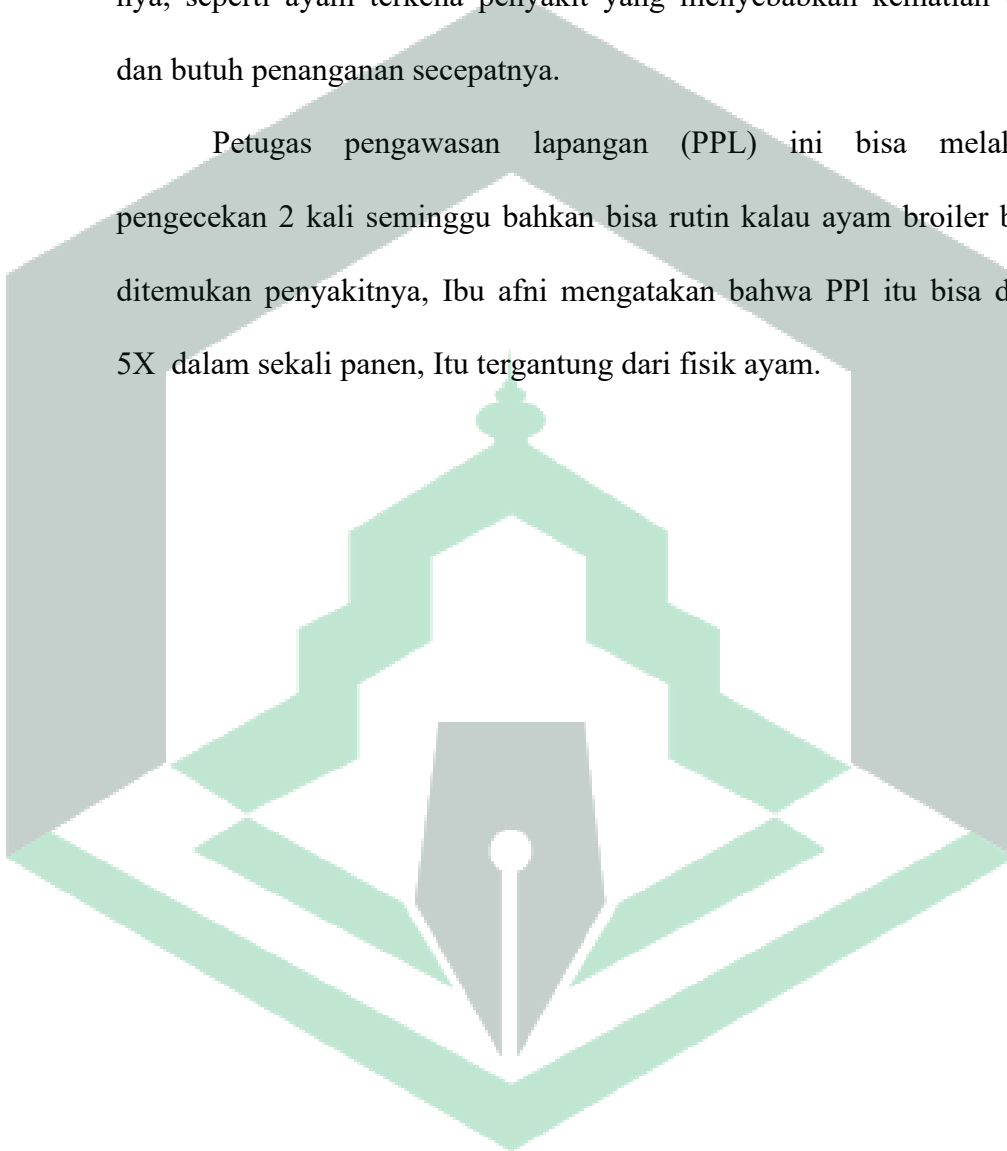 nya, seperti ayam terkena penyakit yang menyebabkan kematian
dan butuh penanganan secepatnya.
Petugas pengawasan lapangan (PPL) ini bisa
pengecekan 2 kali seminggu bahkan bisa rutin kalau ayam broiler
ditemukan penyakitnya, Ibu afni mengatakan bahwa PPl itu bisa
5X dalam sekali panen, Itu tergantung dari fisik ayam.